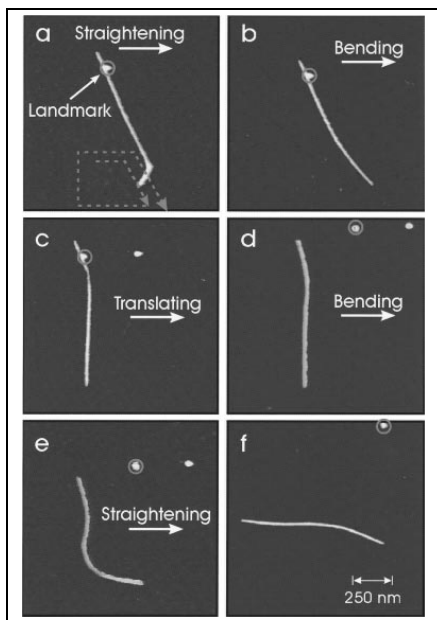 a
Straightening
Landmark
b
Bending
c
Translating
d
Bending
e
Straightening
f
250 nm